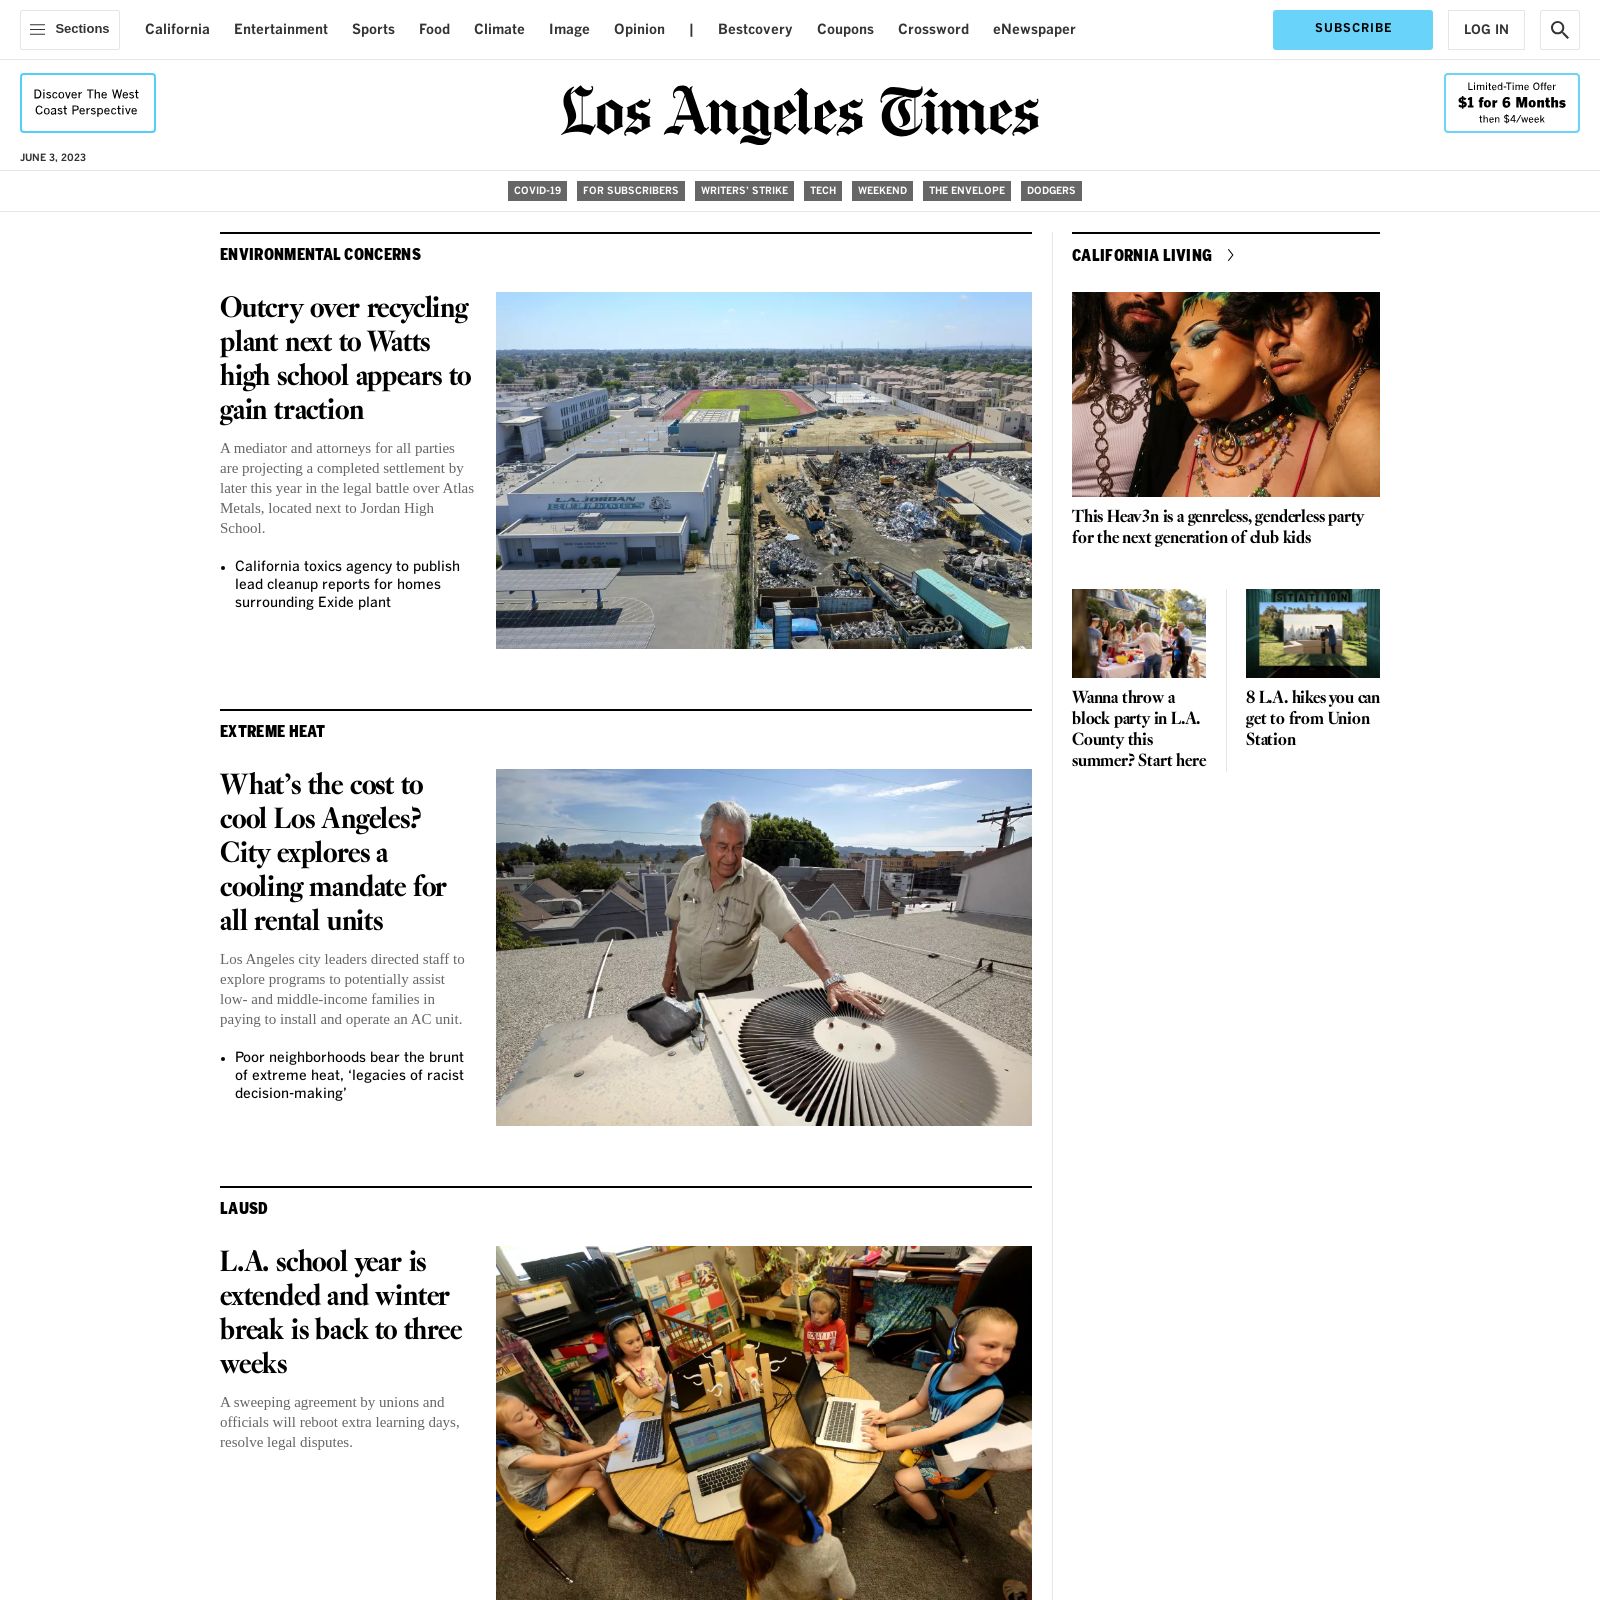 Sections
California
Entertainment
Sports
Food
Climate
Image
Opinion
|
Bestcovery
Coupons
Crossword
eNewspaper
SUBSCRIBE
LOG IN
Discover The West
Coast Perspective
Los Angeles Times
Limited-Time Offer
$1 for 6 Months
then $4/week
JUNE 3, 2023
COVID-19
FOR SUBSCRIBERS
WRITERS’ STRIKE
TECH
WEEKEND
THE ENVELOPE
DODGERS
ENVIRONMENTAL CONCERNS
Outcry over recycling
plant next to Watts
high school appears to
gain traction
A mediator and attorneys for all parties
are projecting a completed settlement by
later this year in the legal battle over Atlas
Metals, located next to Jordan High
School.
• California toxics agency to publish
lead cleanup reports for homes
surrounding Exide plant
L.A. JORDAN
BULLDOGS
EXTREME HEAT
What’s the cost to
cool Los Angeles?
City explores a
cooling mandate for
all rental units
Los Angeles city leaders directed staff to
explore programs to potentially assist
low- and middle-income families in
paying to install and operate an AC unit.
• Poor neighborhoods bear the brunt
of extreme heat, ‘legacies of racist
decision-making’
LAUSD
L.A. school year is
extended and winter
break is back to three
weeks
A sweeping agreement by unions and
officials will reboot extra learning days,
resolve legal disputes.
CALIFORNIA LIVING
This Heav3n is a genreless, genderless party
for the next generation of club kids
Wanna throw a
block party in L.A.
County this
summer? Start here
STATION
8 L.A. hikes you can
get to from Union
Station